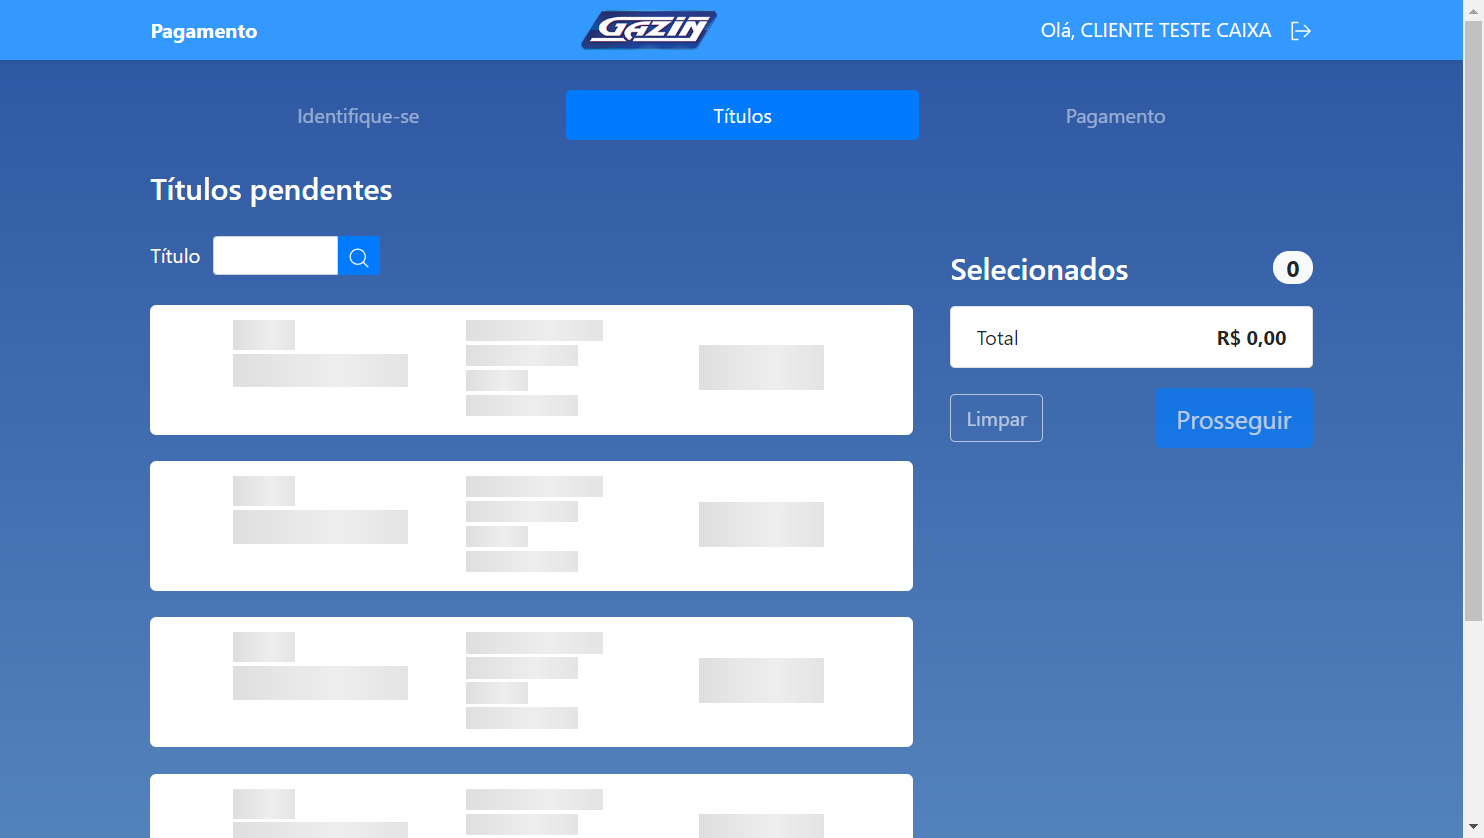 Pagamento
GAZIN
Olá, CLIENTE TESTE CAIXA
Identifique-se
Títulos
Pagamento
Títulos pendentes
Título
Selecionados
0
Total
R$ 0,00
Limpar
Prosseguir